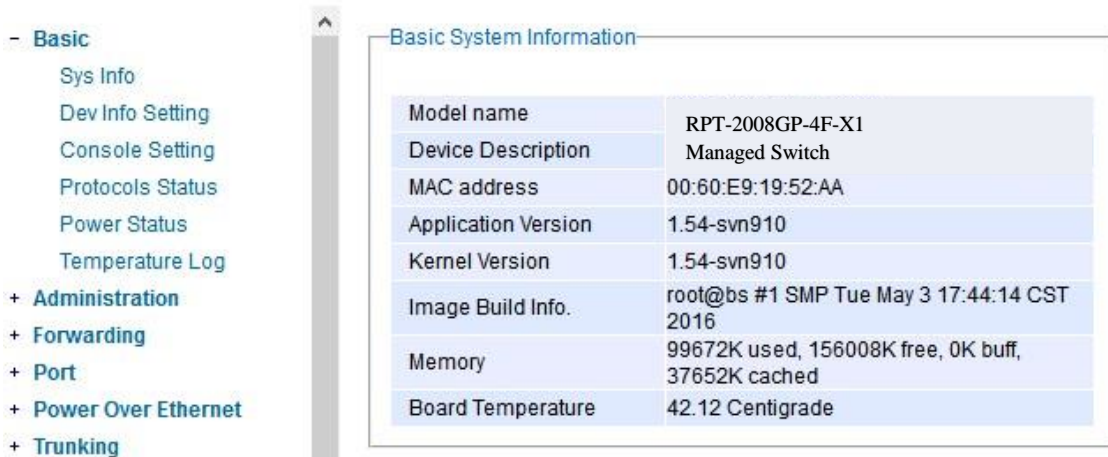 - Basic
Sys Info
Dev Info Setting
Console Setting
Protocols Status
Power Status
Temperature Log
+ Administration
+ Forwarding
+ Port
+ Power Over Ethernet
+ Trunking
Basic System Information
Model name RPT-2008GP-4F-X1
Device Description Managed Switch
MAC address 00:60:E9:19:52:AA
Application Version 1.54-svn910
Kernel Version 1.54-svn910
Image Build Info. root@bs #1 SMP Tue May 3 17:44:14 CST
2016
Memory 99672K used, 156008K free, 0K buff,
37652K cached
Board Temperature 42.12 Centigrade